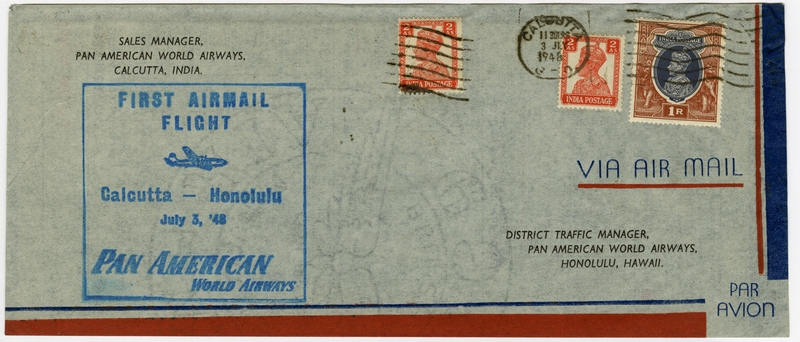 SALES MANAGER,
PAN AMERICAN WORLD AIRWAYS,
CALCUTTA, INDIA.
FIRST AIRMAIL
FLIGHT
Calcutta — Honolulu
July 3, '48
PAN AMERICAN
WORLD AIRWAYS
INDIA POSTAGE
CALCUTTA
3 JL
1948
INDIA POSTAGE
1 R
VIA AIR MAIL
DISTRICT TRAFFIC MANAGER,
PAN AMERICAN WORLD AIRWAYS,
HONOLULU, HAWAII.
PAR
AVION